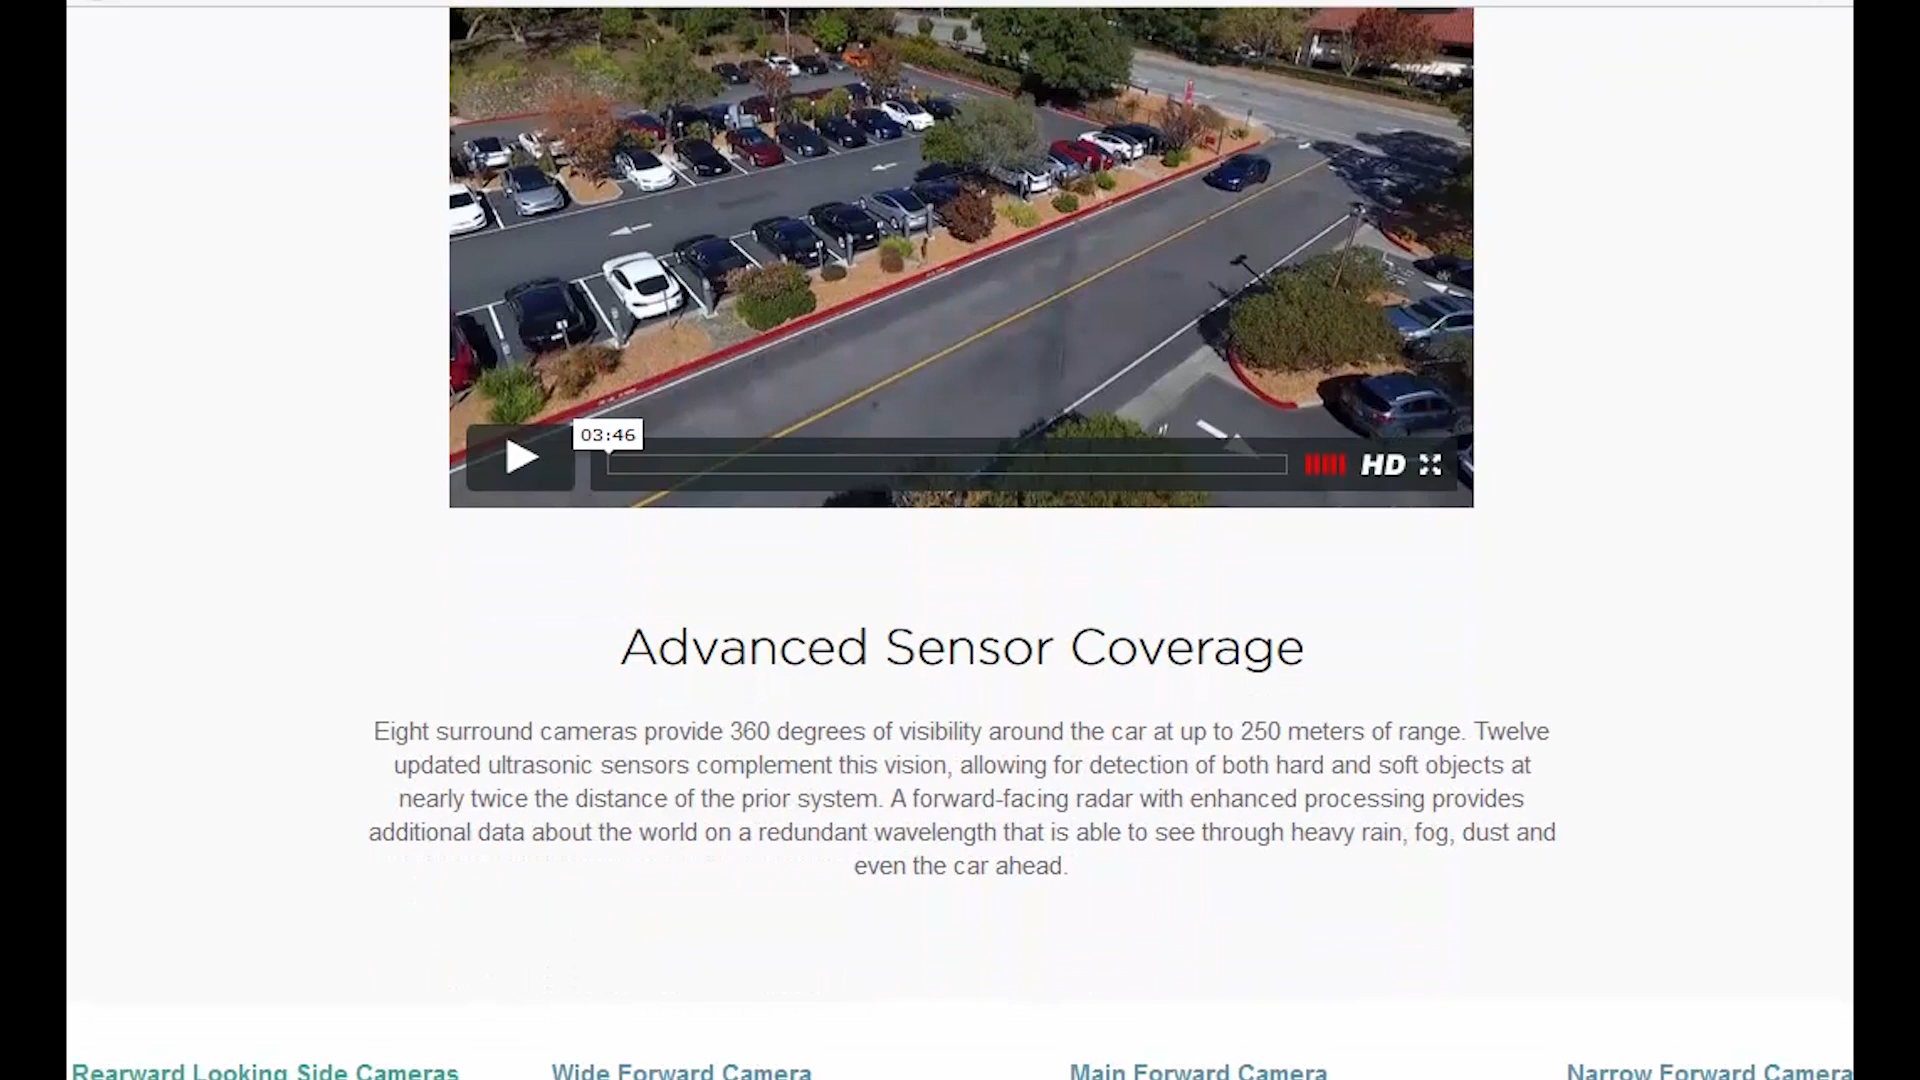 03:46
HD
Advanced Sensor Coverage
Eight surround cameras provide 360 degrees of visibility around the car at up to 250 meters of range. Twelve
updated ultrasonic sensors complement this vision, allowing for detection of both hard and soft objects at
nearly twice the distance of the prior system. A forward-facing radar with enhanced processing provides
additional data about the world on a redundant wavelength that is able to see through heavy rain, fog, dust and
even the car ahead.
Rearward Looking Side Cameras
Wide Forward Camera
Main Forward Camera
Narrow Forward Camera